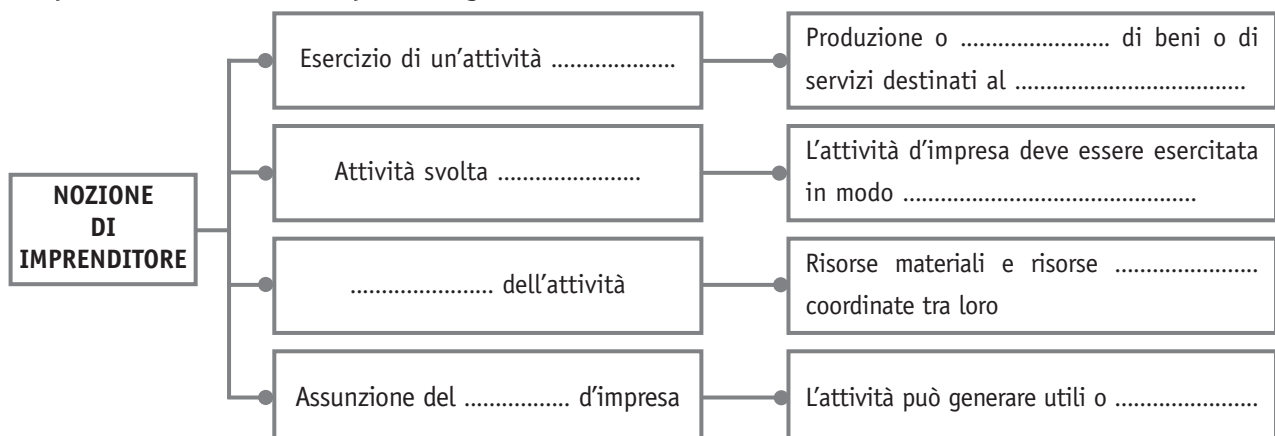 Esercizio di un'attività ....................
Produzione o ........................ di beni o di
servizi destinati al .....................................
Attività svolta .......................
L'attività d'impresa deve essere esercitata
in modo ...............................................
NOZIONE
DI
IMPRENDITORE
....................... dell'attività
Risorse materiali e risorse .......................
coordinate tra loro
Assunzione del ................. d'impresa
L'attività può generare utili o .......................